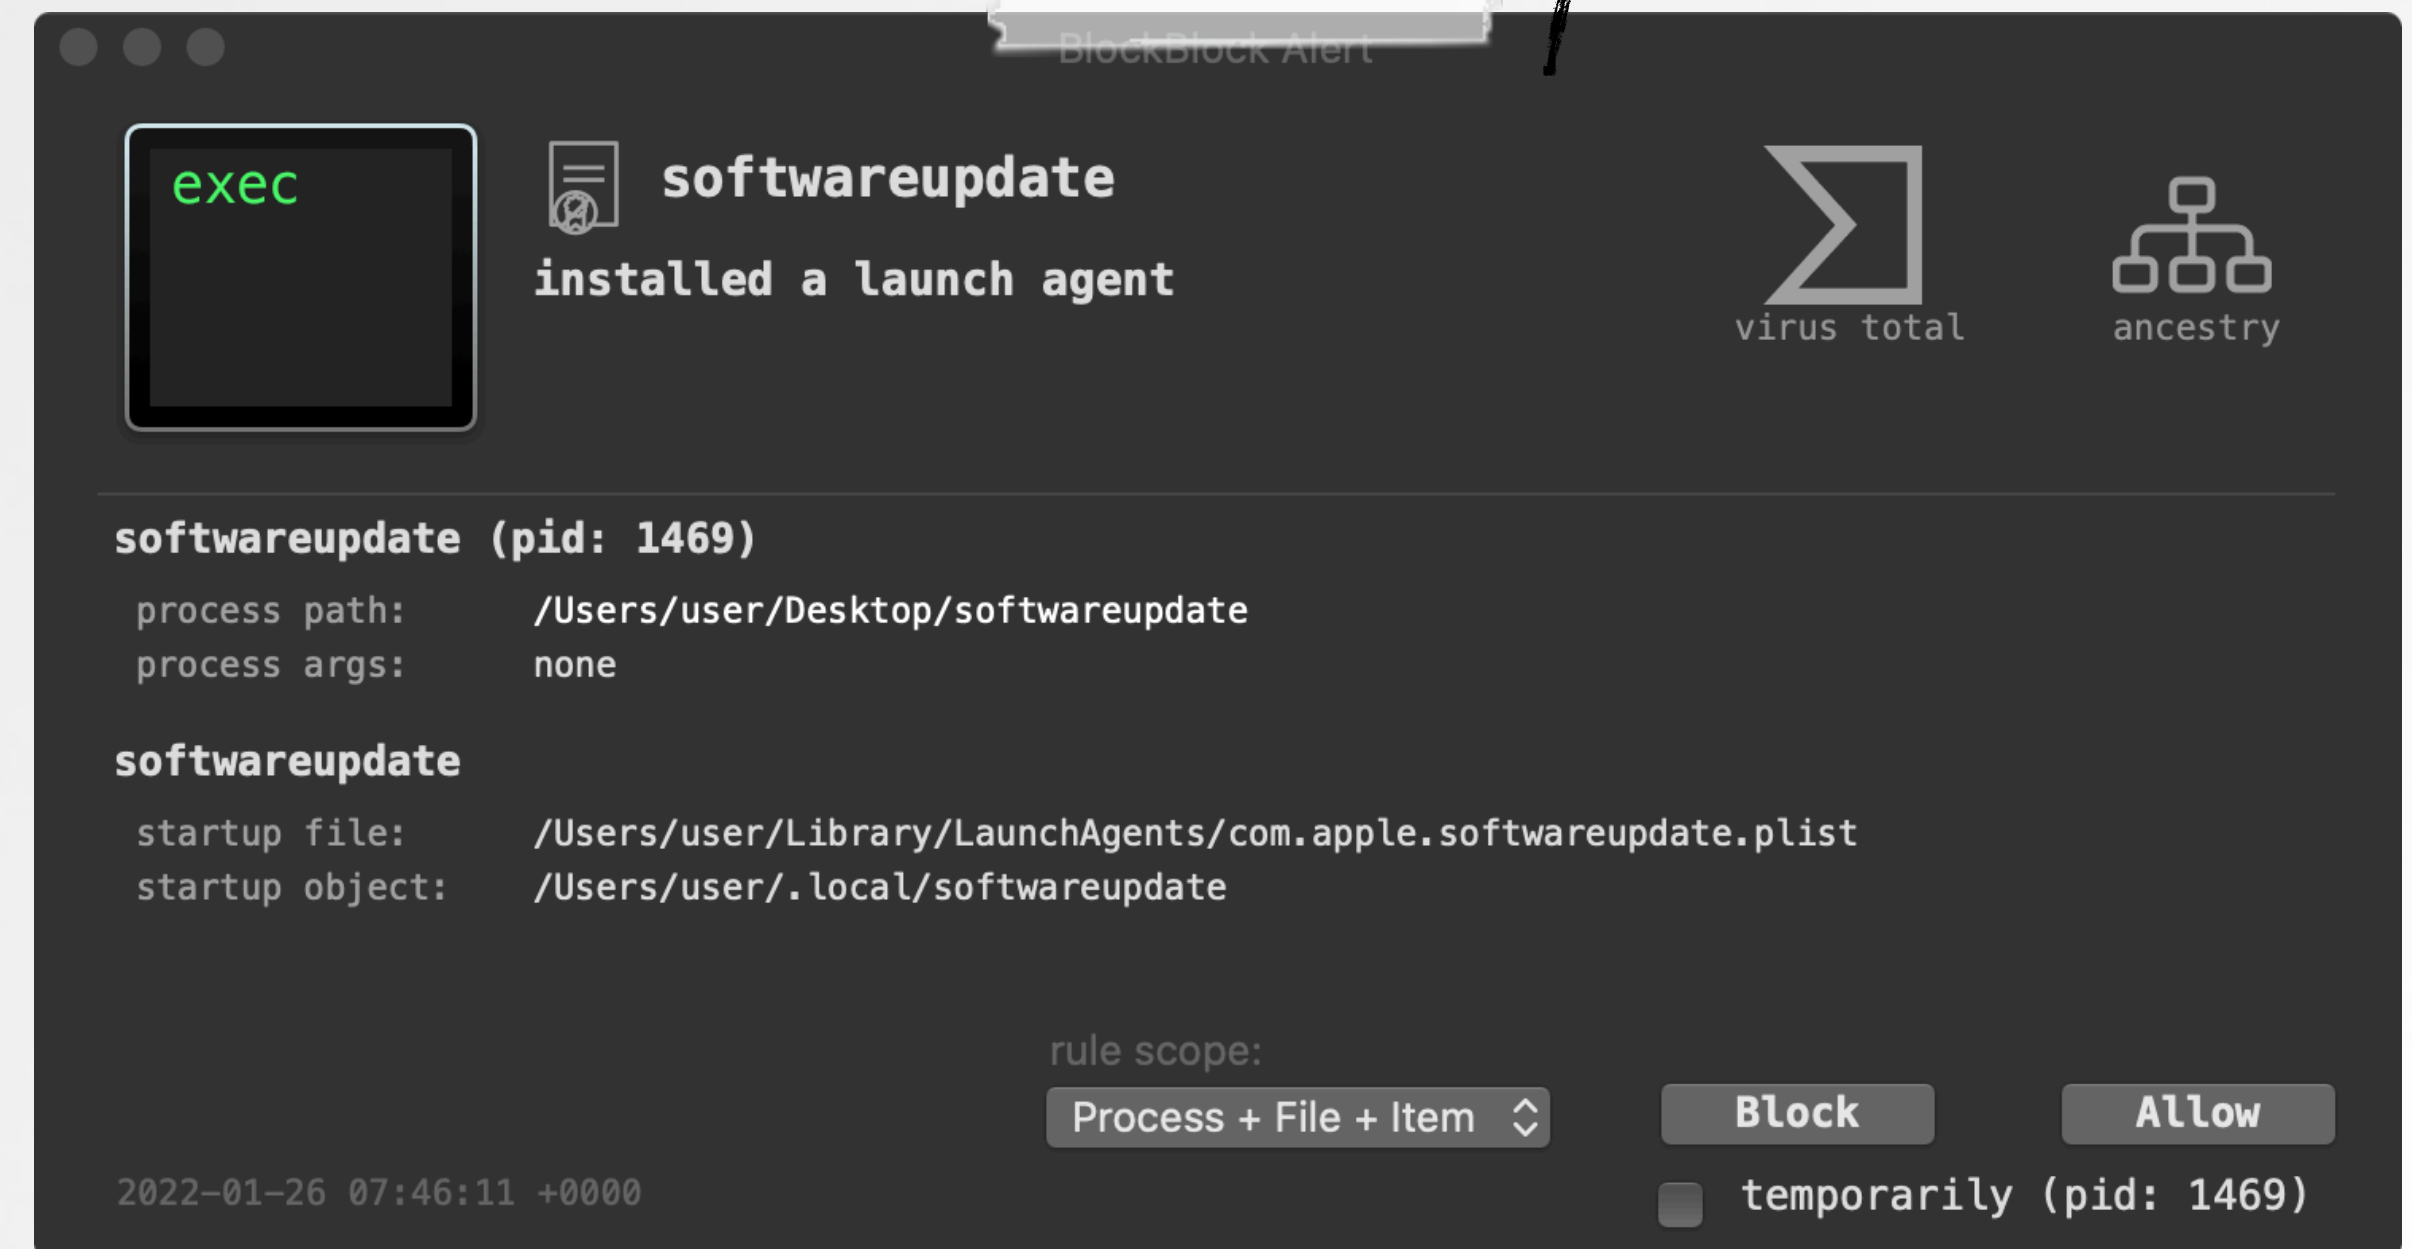 BlockBlock Alert
exec
softwareupdate
installed a launch agent
virus total
ancestry
softwareupdate (pid: 1469)
process path: /Users/user/Desktop/softwareupdate
process args: none
softwareupdate
startup file: /Users/user/Library/LaunchAgents/com.apple.softwareupdate.plist
startup object: /Users/user/.local/softwareupdate
rule scope:
Process + File + Item
Block
Allow
2022-01-26 07:46:11 +0000
temporarily (pid: 1469)